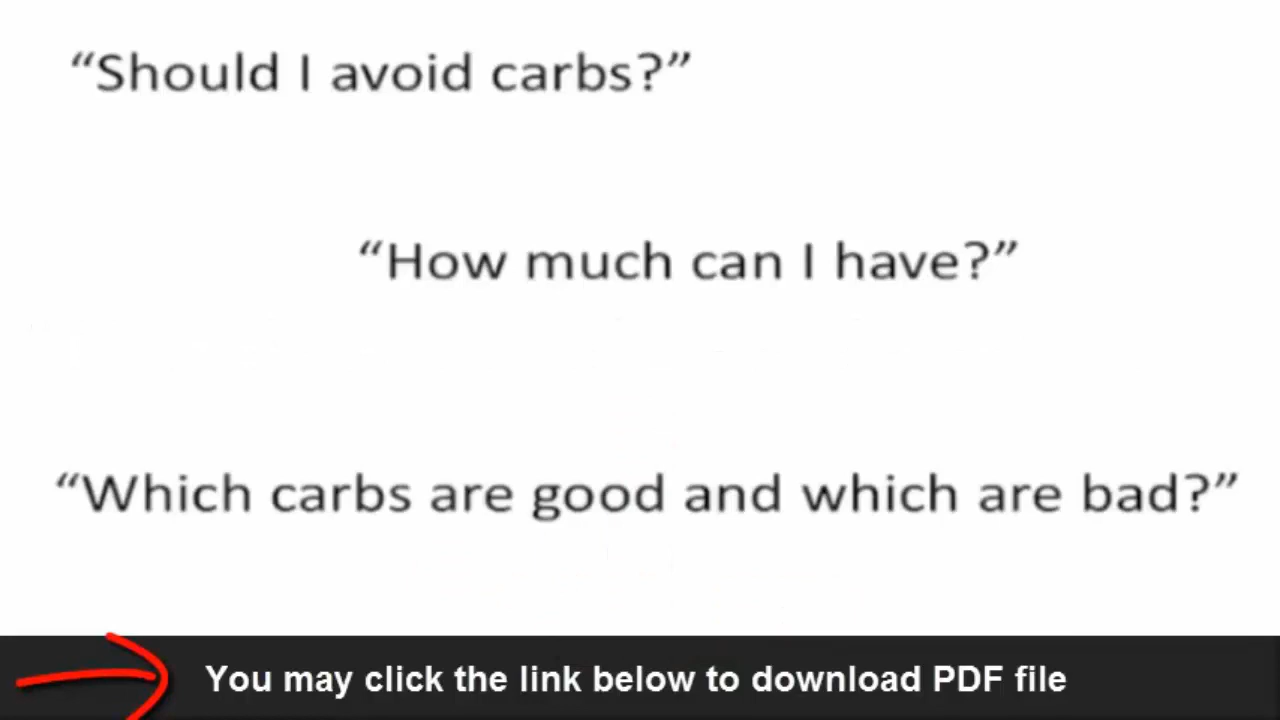 “Should I avoid carbs?”
“How much can I have?”
“Which carbs are good and which are bad?”
You may click the link below to download PDF file